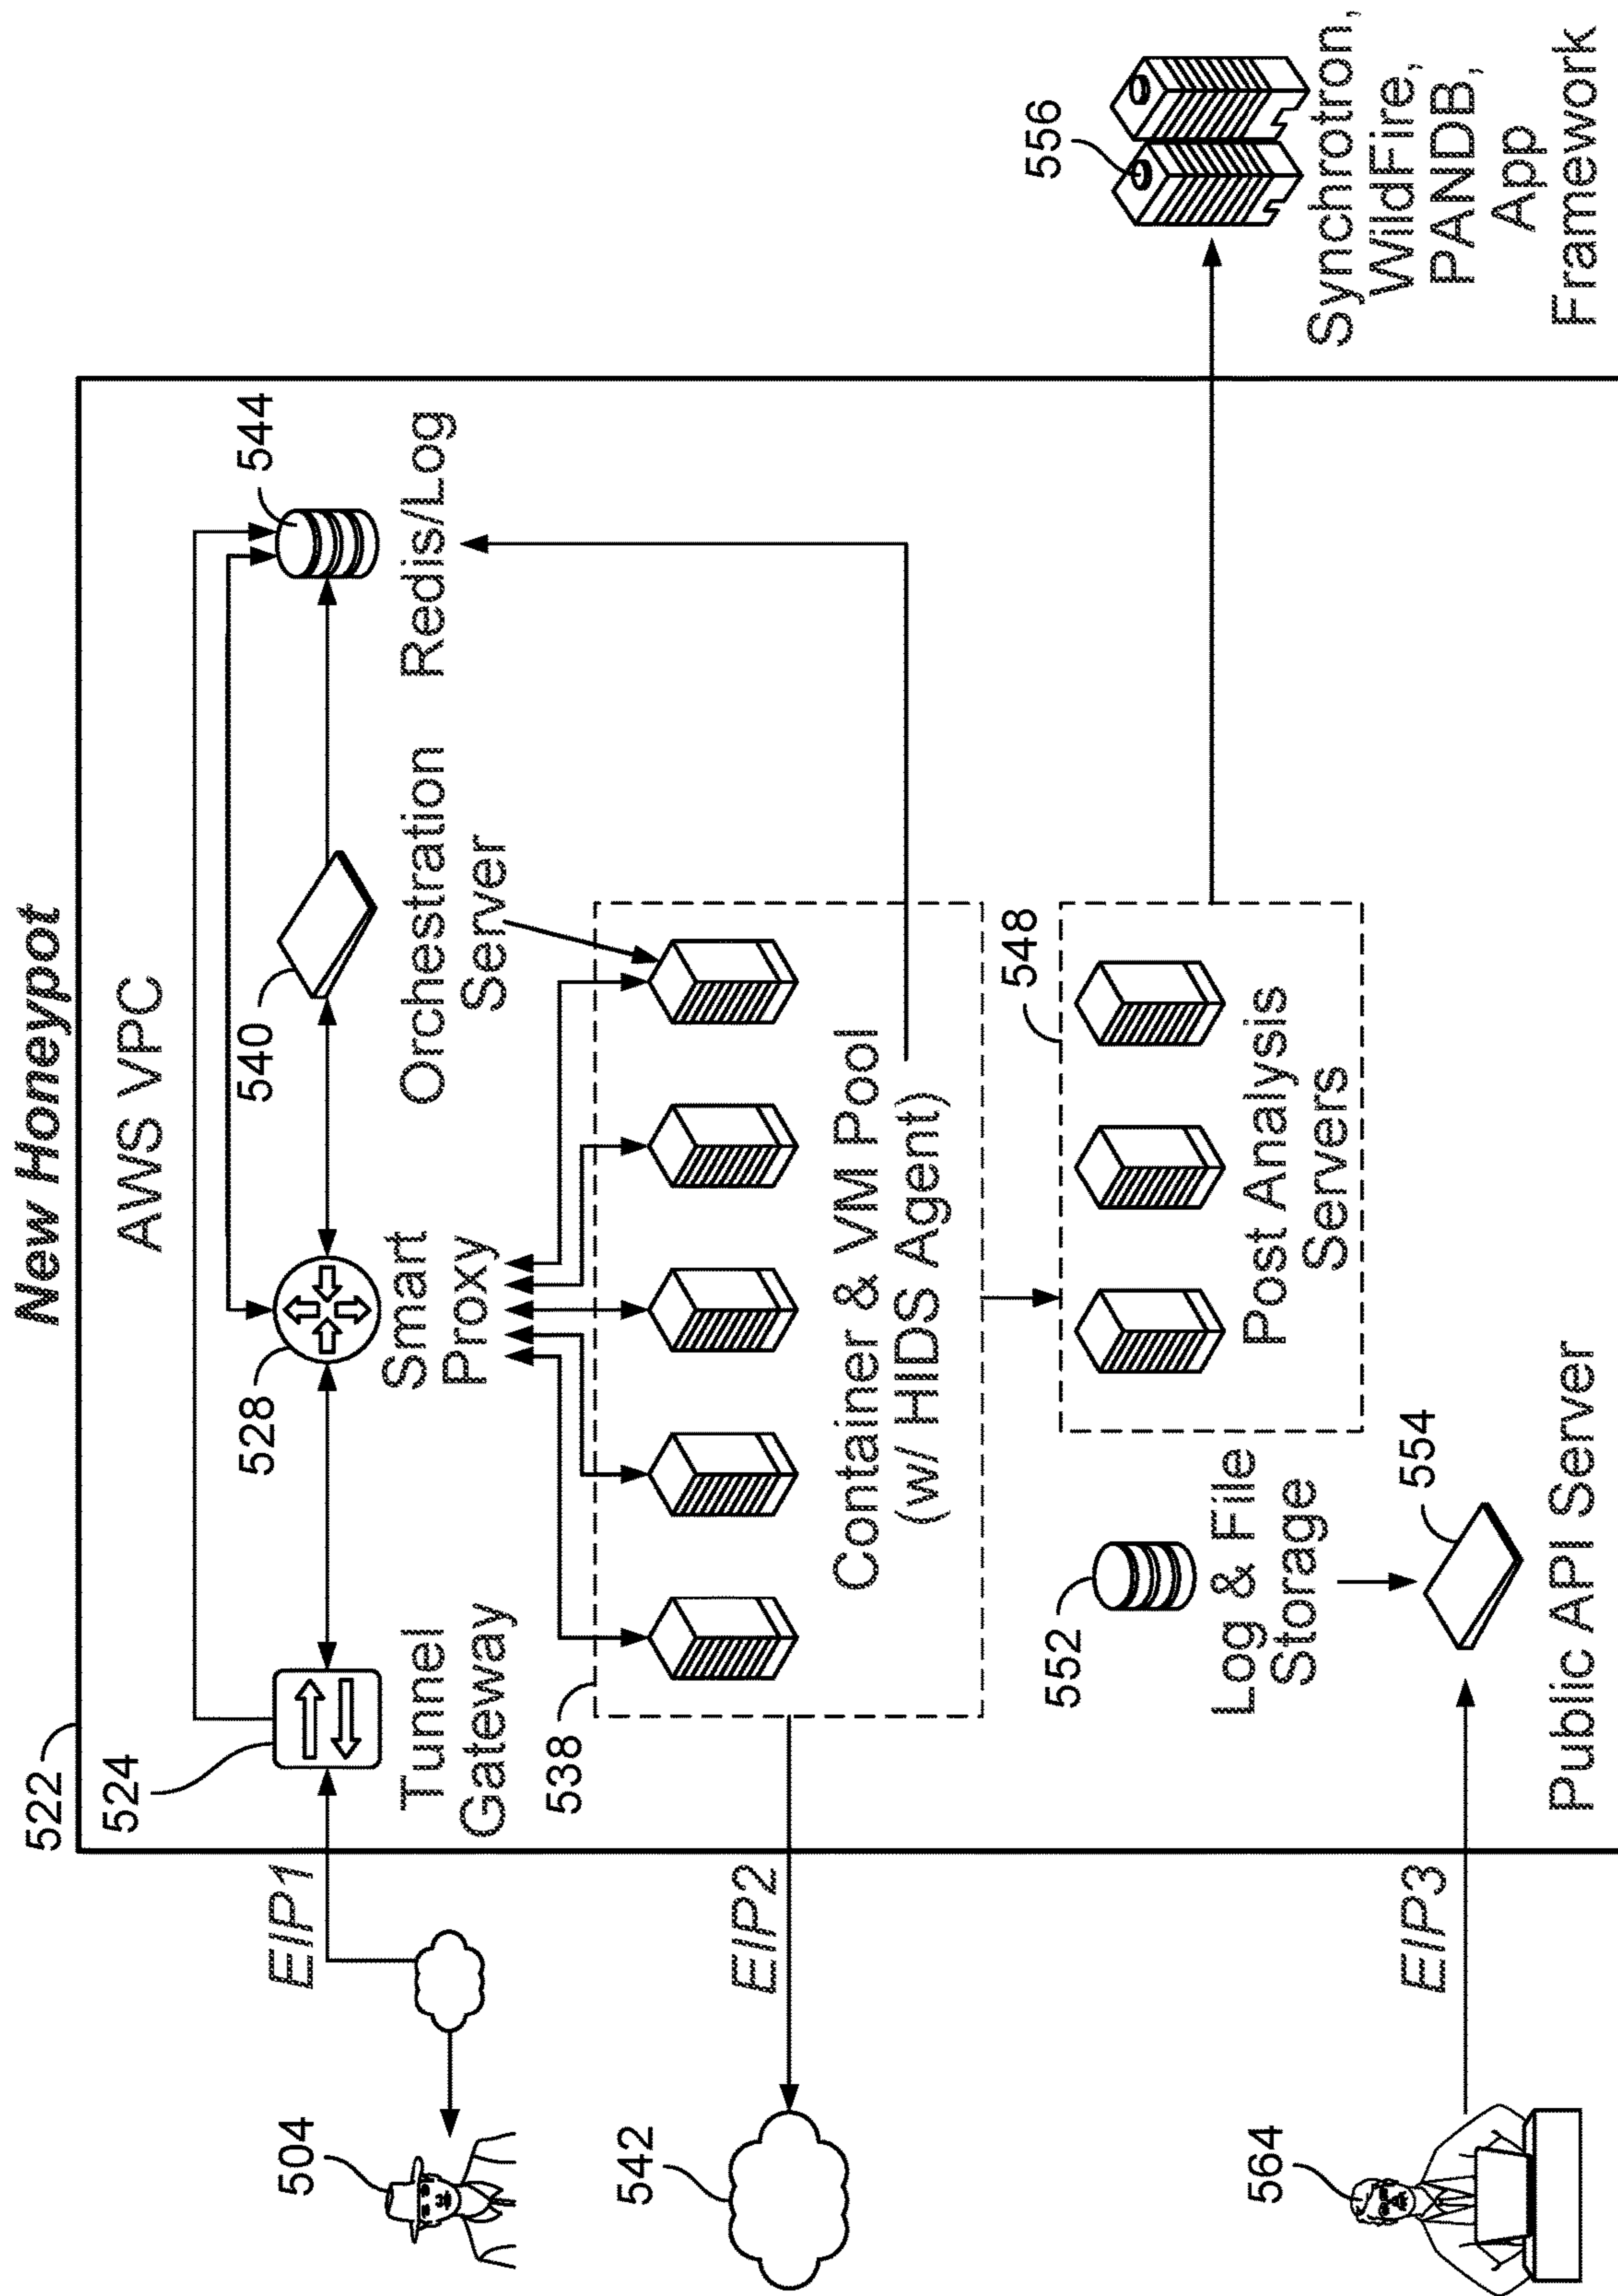 New Honeypot
522
AWS VPC
524
528
540
544
EIP1
504
Tunnel
Gateway
Smart
Proxy
Orchestration
Server
Redis/Log
538
Container & VM Pool
(w/ HIDS Agent)
EIP2
542
548
Post Analysis
Servers
552
Log & File
Storage
554
Public API Server
EIP3
564
556
Synchrotron,
WildFire,
PANDB,
App
Framework